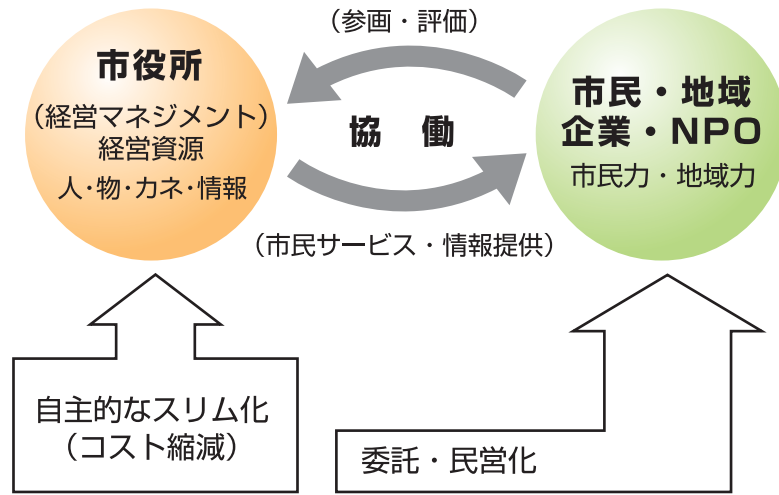 （参画・評価）
市役所
（経営マネジメント）
経営資源
人・物・カネ・情報
協　働
市民・地域
企業・NPO
市民力・地域力
（市民サービス・情報提供）
自主的なスリム化
（コスト縮減）
委託・民営化